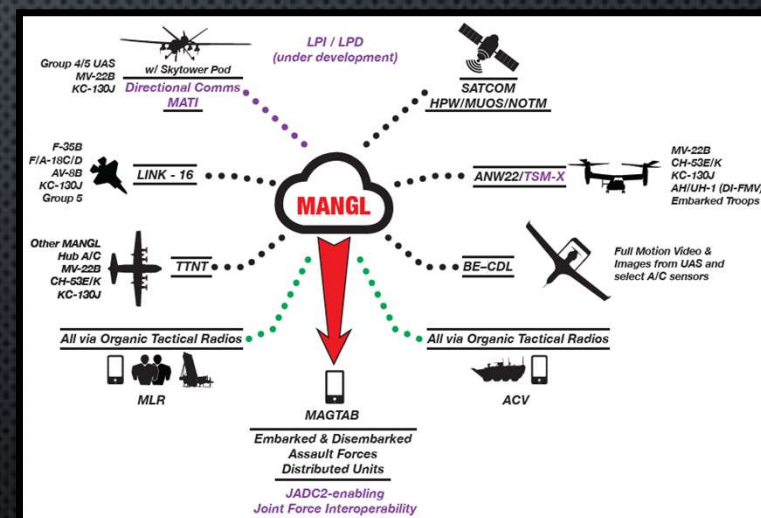 LPI / LPD
(under development)
Group 4/5 UAS
MV-22B
KC-130J
w/ Skytower Pod
Directional Comms
MATI
SATCOM
HPW/MUOS/NOTM
F-35B
F/A-18C/D
AV-8B
KC-130J
Group 5
LINK - 16
MANGL
ANW22/TSM-X
MV-22B
CH-53E/K
KC-130J
AH/UH-1 (DI-FMV)
Embarked Troops
Other MANGL
Hub A/C
MV-22B
CH-53E/K
KC-130J
TTNT
BE-CDL
Full Motion Video &
Images from UAS and
select A/C sensors
All via Organic Tactical Radios
MLR
All via Organic Tactical Radios
ACV
MAGTAB
Embarked & Disembarked
Assault Forces
Distributed Units
JADC2-enabling
Joint Force Interoperability